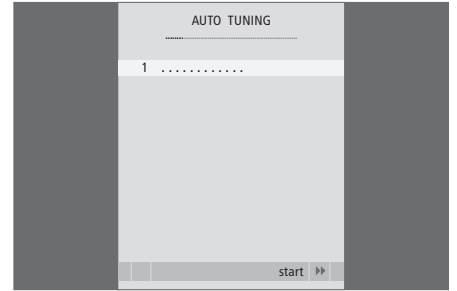 AUTO TUNING
1 . . . . . . . . . . . .
start